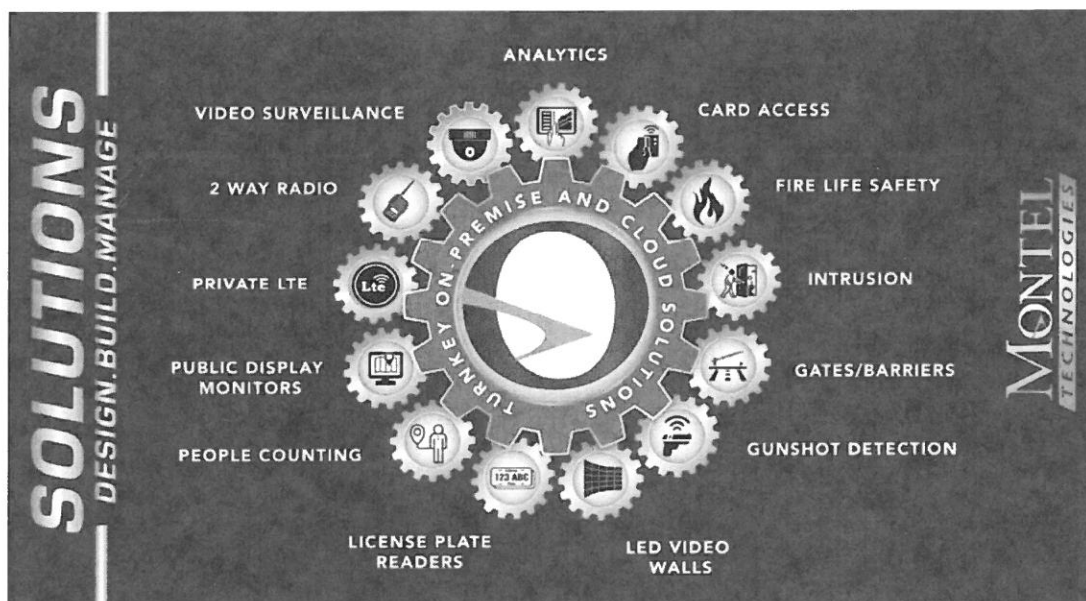 SOLUTIONS
DESIGN.BUILD.MANAGE
ANALYTICS
VIDEO SURVEILLANCE
CARD ACCESS
2 WAY RADIO
FIRE LIFE SAFETY
PRIVATE LTE
Lte
INTRUSION
PUBLIC DISPLAY
MONITORS
GATES/BARRIERS
PEOPLE COUNTING
GUNSHOT DETECTION
123 ABC
LICENSE PLATE
READERS
LED VIDEO
WALLS
TURNKEY ON-PREMISE AND CLOUD SOLUTIONS
MONTEL
TECHNOLOGIES